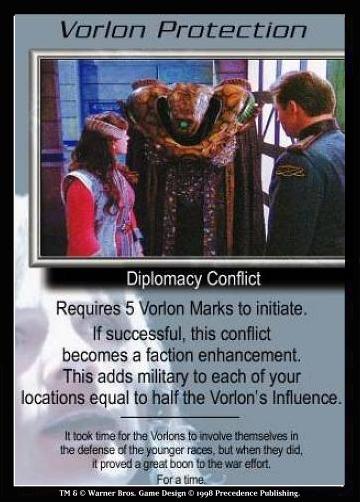 Vorlon Protection
Diplomacy Conflict
Requires 5 Vorlon Marks to initiate.
If successful, this conflict
becomes a faction enhancement.
This adds military to each of your
locations equal to half the Vorlon's Influence.
It took time for the Vorlons to involve themselves in
the defense of the younger races, but when they did,
it proved a great boon to the war effort.
For a time.
TM & © Warner Bros. Game Design © 1998 Precedence Publishing.